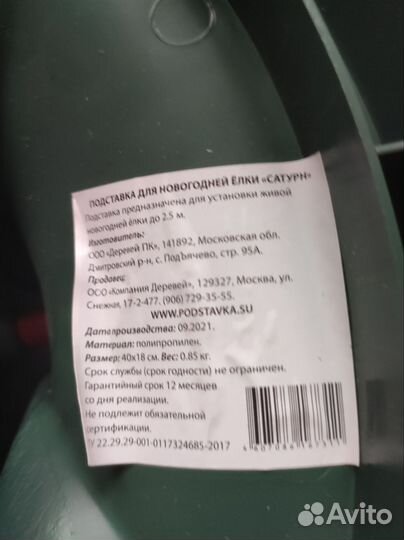 ПОДСТАВКА ДЛЯ НОВОГОДНЕЙ ЁЛКИ «САТУРН»
Подставка предназначена для установки живой
новогодней ёлки до 2.5 м.
Изготовитель:
ООО «Деревей ПК», 141892, Московская обл.
Дмитровский р-н, с. Подъячево, стр. 95А.
Продавец:
ООО «Компания Деревей», 129327, Москва, ул.
Снежная, 17-2-477. (906) 729-35-55.
WWW.PODSTAVKA.SU
Дата производства: 09.2021.
Материал: полипропилен.
Размер: 40х18 см. Вес: 0.85 кг.
Срок службы (срок годности) не ограничен.
Гарантийный срок 12 месяцев
со дня реализации.
Не подлежит обязательной
сертификации.
ТУ 22.29.29-001-0117324685-2017
Avito